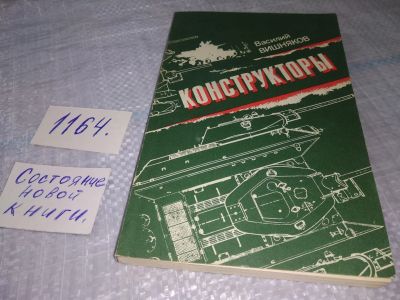 Василий
ВИШНЯКОВ
КОНСТРУКТОРЫ
1164.
Состояние
новой
книги.